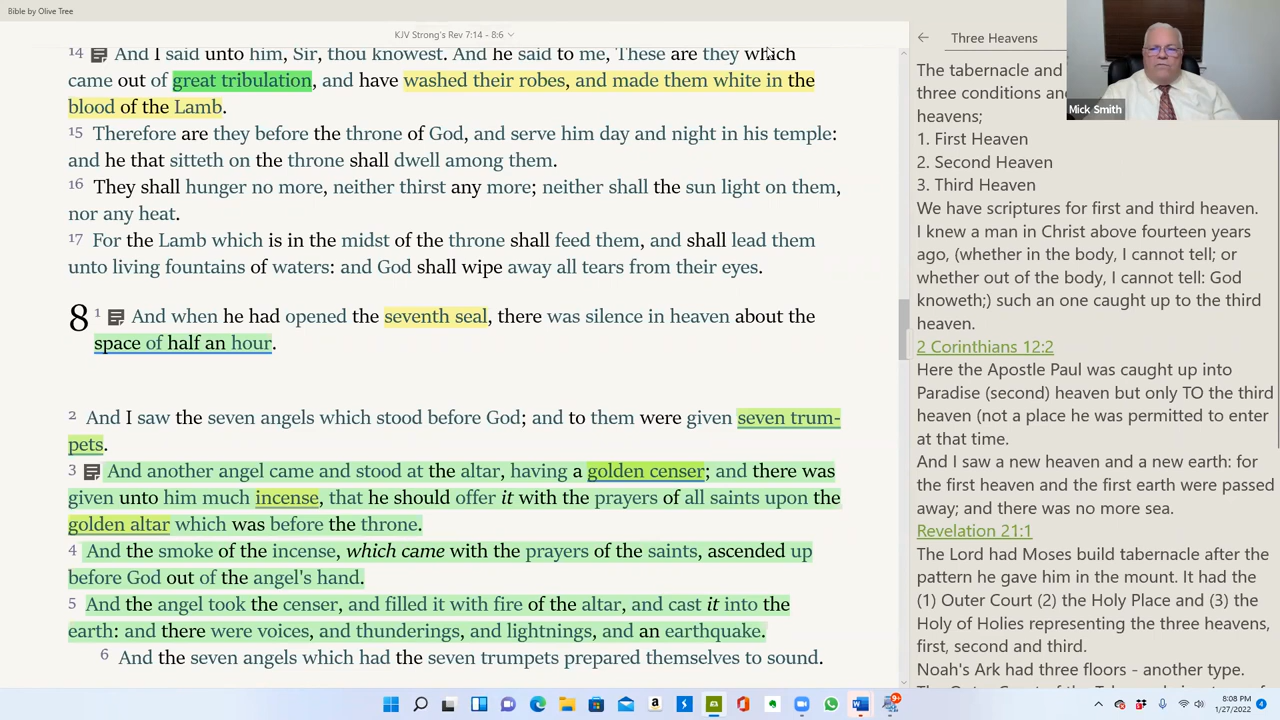 Bible by Olive Tree
KJV Strong's Rev 7:14 - 8:6
14 And I said unto him, Sir, thou knowest. And he said to me, These are they which
came out of great tribulation, and have washed their robes, and made them white in the
blood of the Lamb.
15 Therefore are they before the throne of God, and serve him day and night in his temple:
and he that sitteth on the throne shall dwell among them.
16 They shall hunger no more, neither thirst any more; neither shall the sun light on them,
nor any heat.
17 For the Lamb which is in the midst of the throne shall feed them, and shall lead them
unto living fountains of waters: and God shall wipe away all tears from their eyes.
8 1 And when he had opened the seventh seal, there was silence in heaven about the
space of half an hour.
2 And I saw the seven angels which stood before God; and to them were given seven trum-
pets.
3 And another angel came and stood at the altar, having a golden censer; and there was
given unto him much incense, that he should offer it with the prayers of all saints upon the
golden altar which was before the throne.
4 And the smoke of the incense, which came with the prayers of the saints, ascended up
before God out of the angel's hand.
5 And the angel took the censer, and filled it with fire of the altar, and cast it into the
earth: and there were voices, and thunderings, and lightnings, and an earthquake.
6 And the seven angels which had the seven trumpets prepared themselves to sound.
Three Heavens
The tabernacle and
three conditions
heavens;
1. First Heaven
2. Second Heaven
3. Third Heaven
We have scriptures for first and third heaven.
I knew a man in Christ above fourteen years
ago, (whether in the body, I cannot tell; or
whether out of the body, I cannot tell: God
knoweth;) such an one caught up to the third
heaven.
2 Corinthians 12:2
Here the Apostle Paul was caught up into
Paradise (second) heaven but only TO the third
heaven (not a place he was permitted to enter
at that time.
And I saw a new heaven and a new earth: for
the first heaven and the first earth were passed
away; and there was no more sea.
Revelation 21:1
The Lord had Moses build tabernacle after the
pattern he gave him in the mount. It had the
(1) Outer Court (2) the Holy Place and (3) the
Holy of Holies representing the three heavens,
first, second and third.
Noah's Ark had three floors - another type.
Mick Smith
8:08 PM
1/27/2022